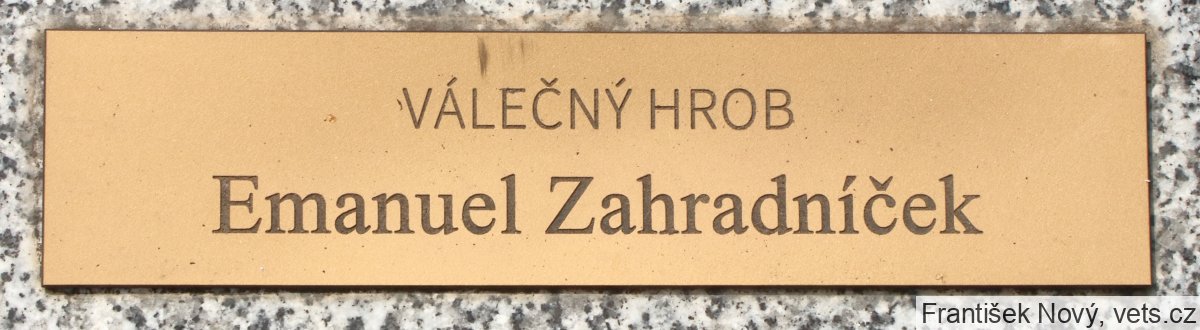 VÁLEČNÝ HROB
Emanuel Zahradníček
František Nový, vets.cz